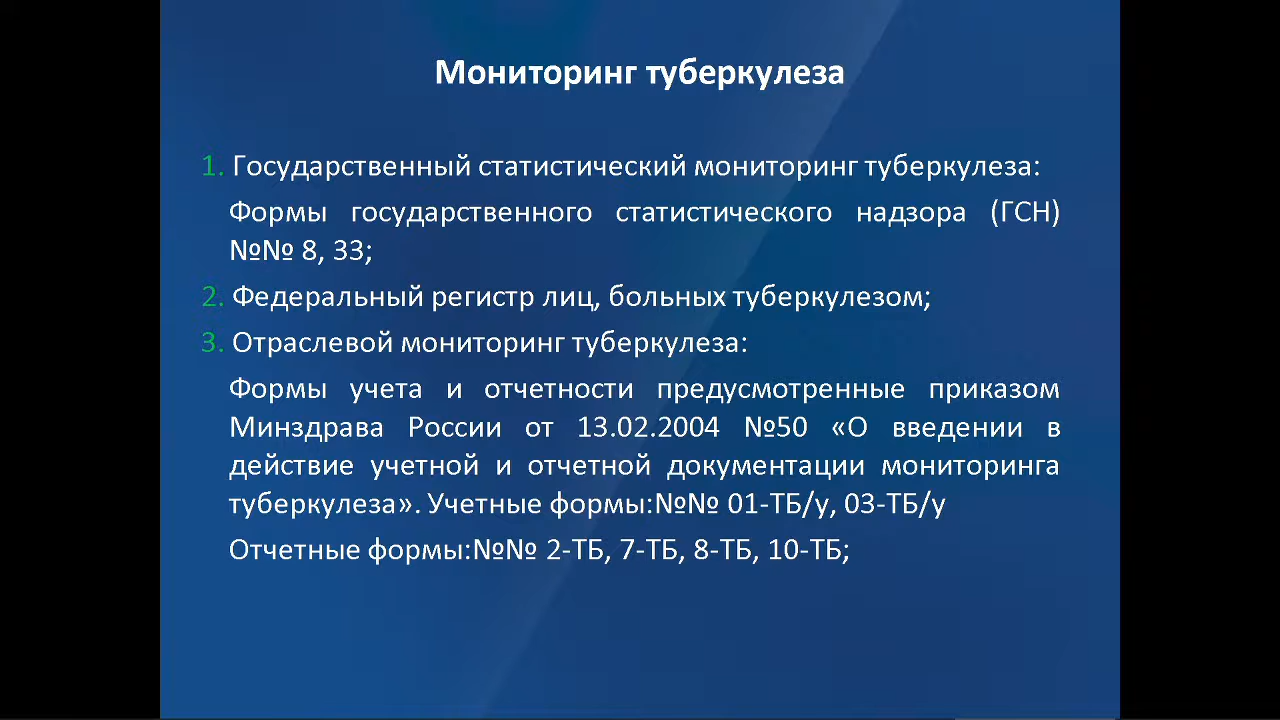 Мониторинг туберкулеза
1. Государственный статистический мониторинг туберкулеза:
Формы государственного статистического надзора (ГСН)
№№ 8, 33;
2. Федеральный регистр лиц, больных туберкулезом;
3. Отраслевой мониторинг туберкулеза:
Формы учета и отчетности предусмотренные приказом
Минздрава России от 13.02.2004 №50 «О введении в
действие учетной и отчетной документации мониторинга
туберкулеза». Учетные формы:№№ 01-ТБ/у, 03-ТБ/у
Отчетные формы:№№ 2-ТБ, 7-ТБ, 8-ТБ, 10-ТБ;